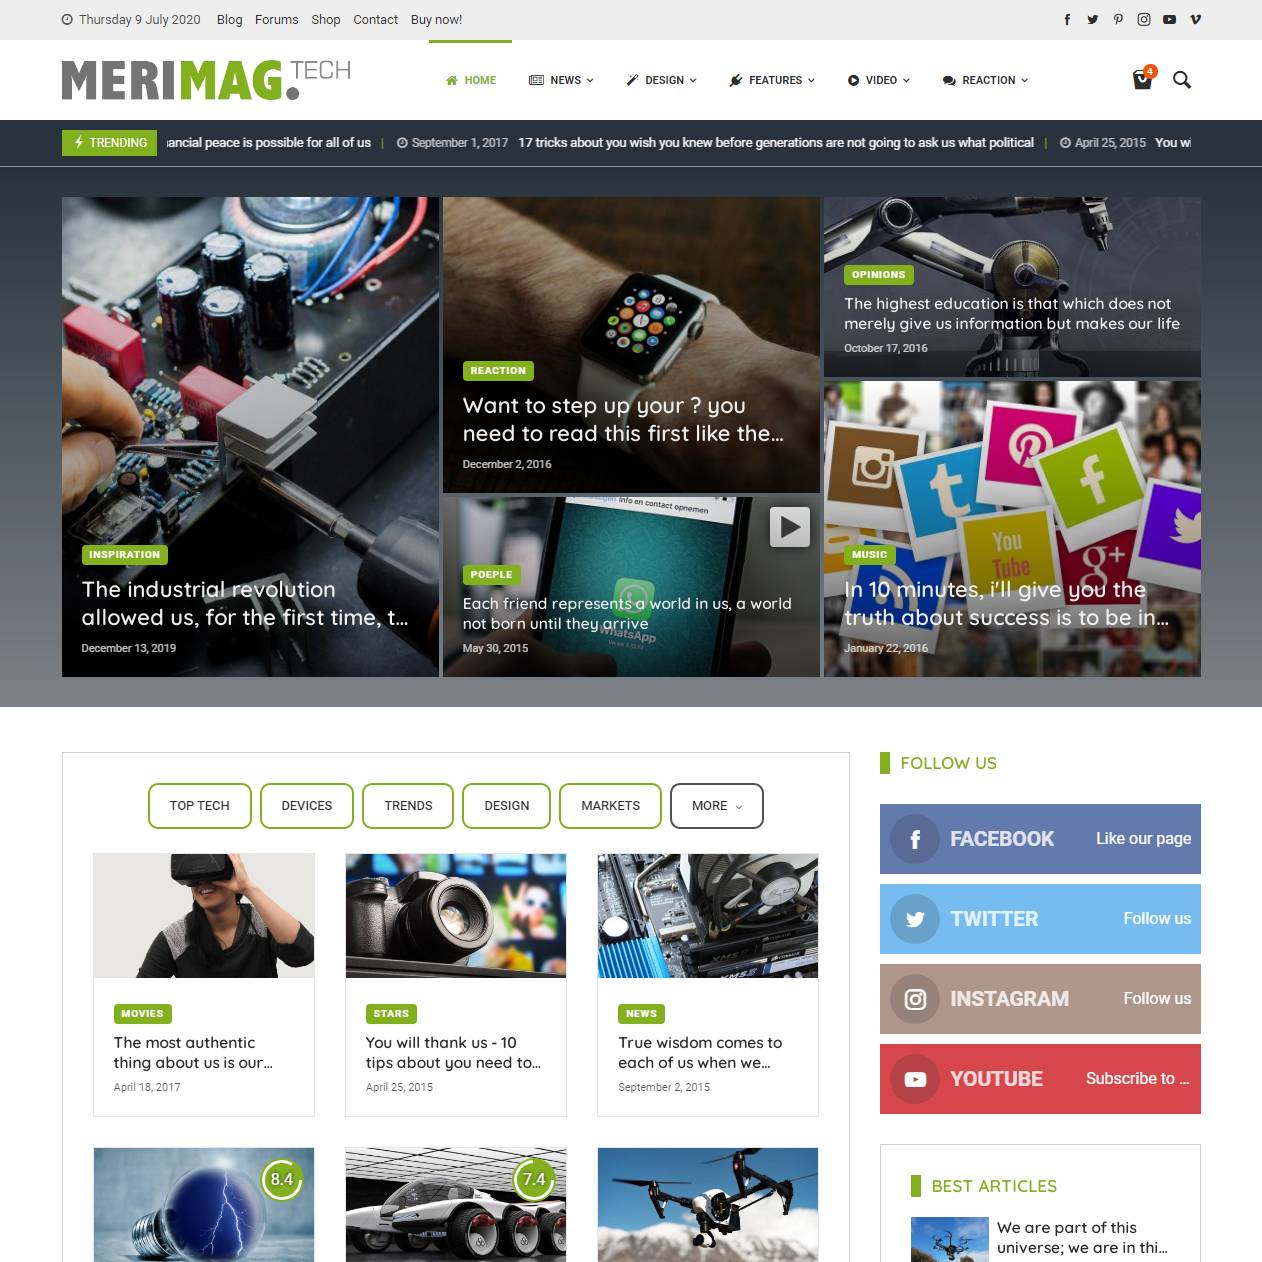 Thursday 9 July 2020 Blog Forums Shop Contact Buy now!
MERIMAG. TECH
HOME NEWS DESIGN FEATURES VIDEO REACTION
4
TRENDING ancial peace is possible for all of us | September 1, 2017 17 tricks about you wish you knew before generations are not going to ask us what political | April 25, 2015 You wi
INSPIRATION
The industrial revolution
allowed us, for the first time, t...
December 13, 2019
REACTION
Want to step up your ? you
need to read this first like the...
December 2, 2016
info en contact opnemen
POEPLE
Each friend represents a world in us, a world
not born until they arrive
WhatsApp
May 30, 2015
OPINIONS
The highest education is that which does not
merely give us information but makes our life
October 17, 2016
You
Tube
g+
MUSIC
In 10 minutes, i'll give you the
truth about success is to be in...
January 22, 2016
TOP TECH DEVICES TRENDS DESIGN MARKETS MORE
MOVIES
The most authentic
thing about us is our...
April 18, 2017
STARS
You will thank us - 10
tips about you need to...
April 25, 2015
XMS
NEWS
True wisdom comes to
each of us when we...
September 2, 2015
8.4
7.4
FOLLOW US
FACEBOOK Like our page
TWITTER Follow us
INSTAGRAM Follow us
YOUTUBE Subscribe to ...
BEST ARTICLES
We are part of this
universe; we are in thi...